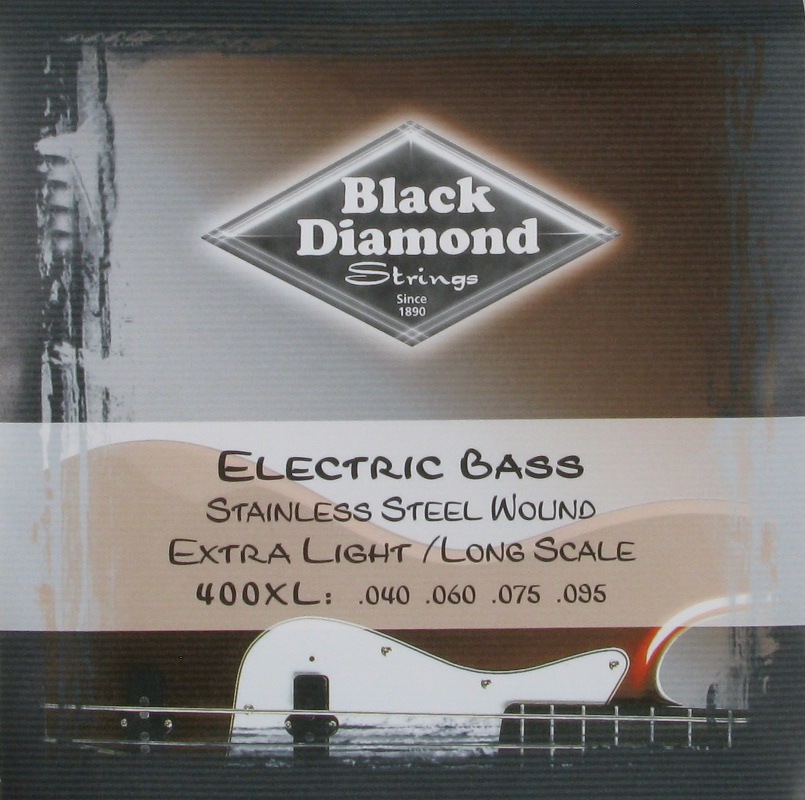 Black
Diamond
Strings
Since
1890
ELECTRIC BASS
STAINLESS STEEL WOUND
EXTRA LIGHT /LONG SCALE
400XL: .040 .060 .075 .095